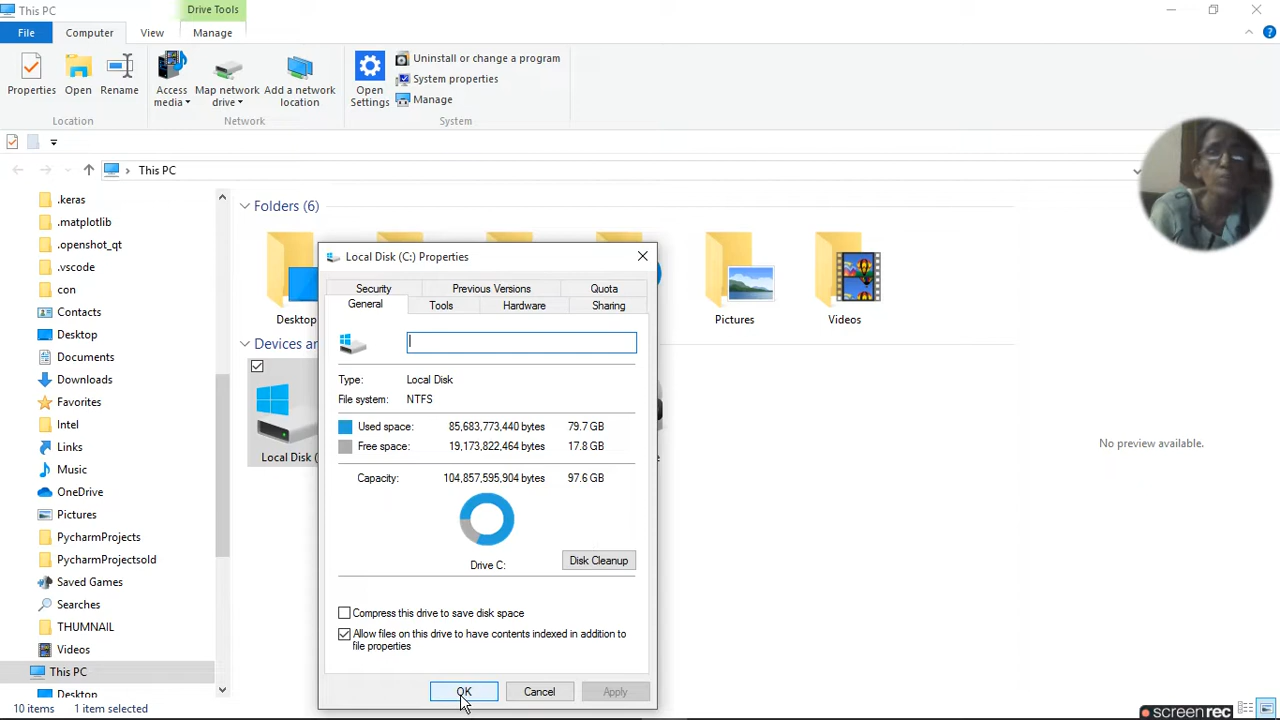 This PC
Drive Tools
File
Computer
View
Manage
Properties
Open
Rename
Access media
Map network drive
Add a network location
Open Settings
Uninstall or change a program
System properties
Manage
Location
Network
System
This PC
.keras
.matplotlib
.openshot_qt
.vscode
con
Contacts
Desktop
Documents
Downloads
Favorites
Intel
Links
Music
OneDrive
Pictures
PycharmProjects
PycharmProjectsold
Saved Games
Searches
THUMNAIL
Videos
This PC
Desktop
Folders (6)
Desktop
Pictures
Videos
Devices an
Local Disk (
Local Disk (C:) Properties
Security
Previous Versions
Quota
General
Tools
Hardware
Sharing
Type: Local Disk
File system: NTFS
Used space: 85,683,773,440 bytes 79.7 GB
Free space: 19,173,822,464 bytes 17.8 GB
Capacity: 104,857,595,904 bytes 97.6 GB
Drive C:
Disk Cleanup
Compress this drive to save disk space
Allow files on this drive to have contents indexed in addition to
file properties
OK
Cancel
Apply
No preview available.
10 items
1 item selected
screenrec